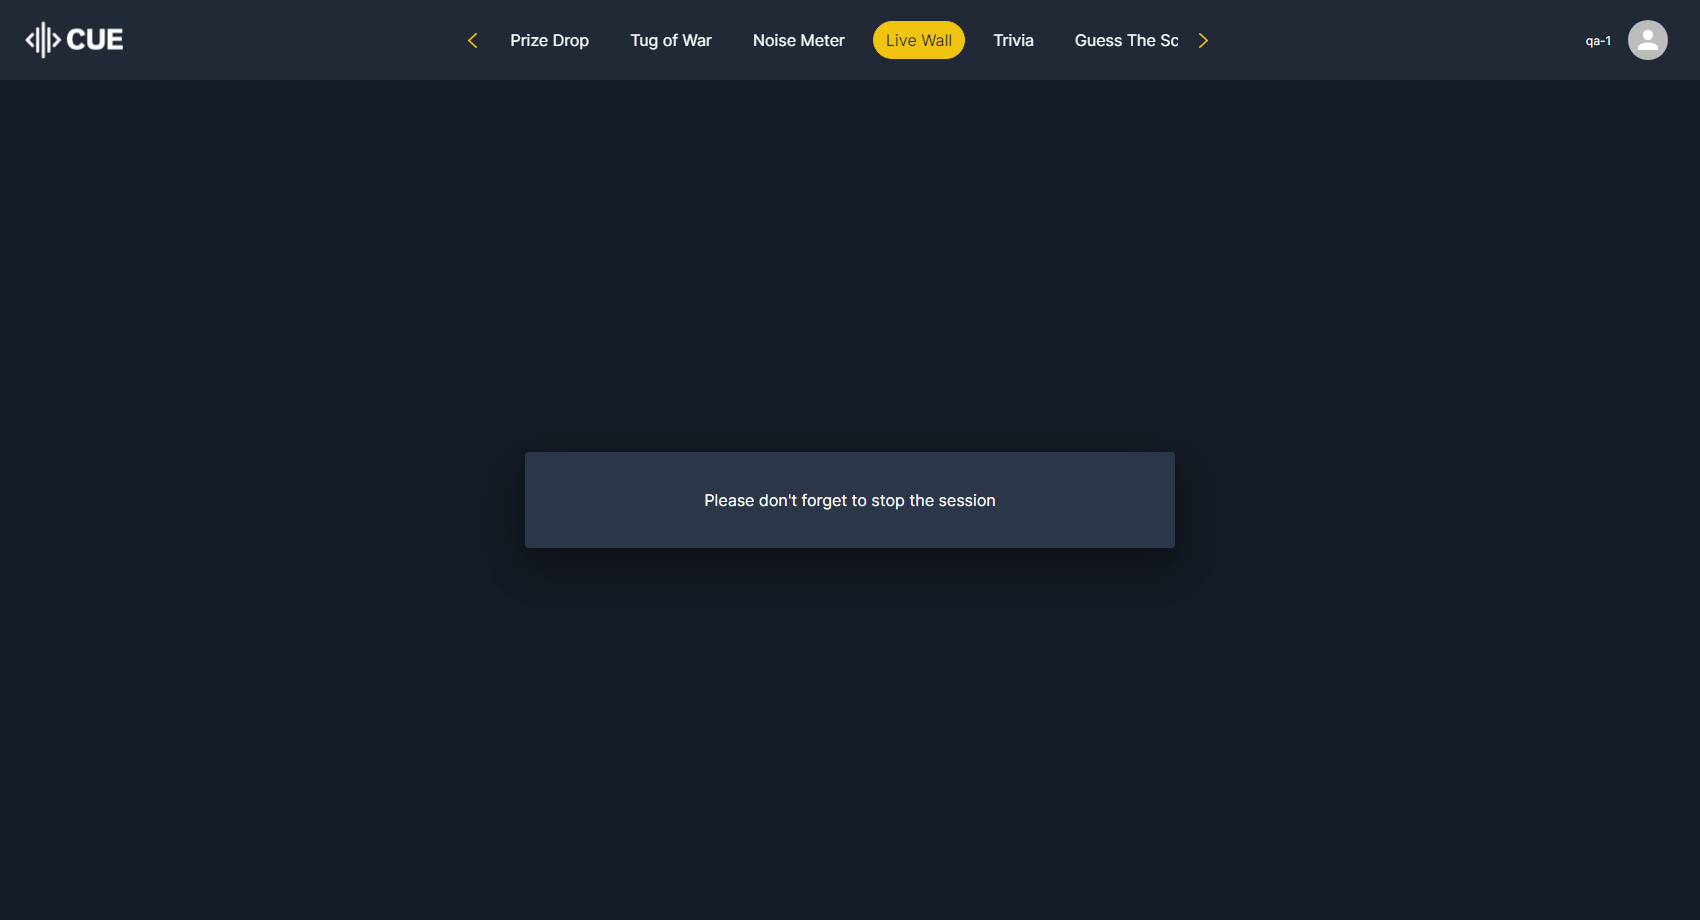 CUE
Prize Drop
Tug of War
Noise Meter
Live Wall
Trivia
Guess The Sc
qa-1
Please don't forget to stop the session